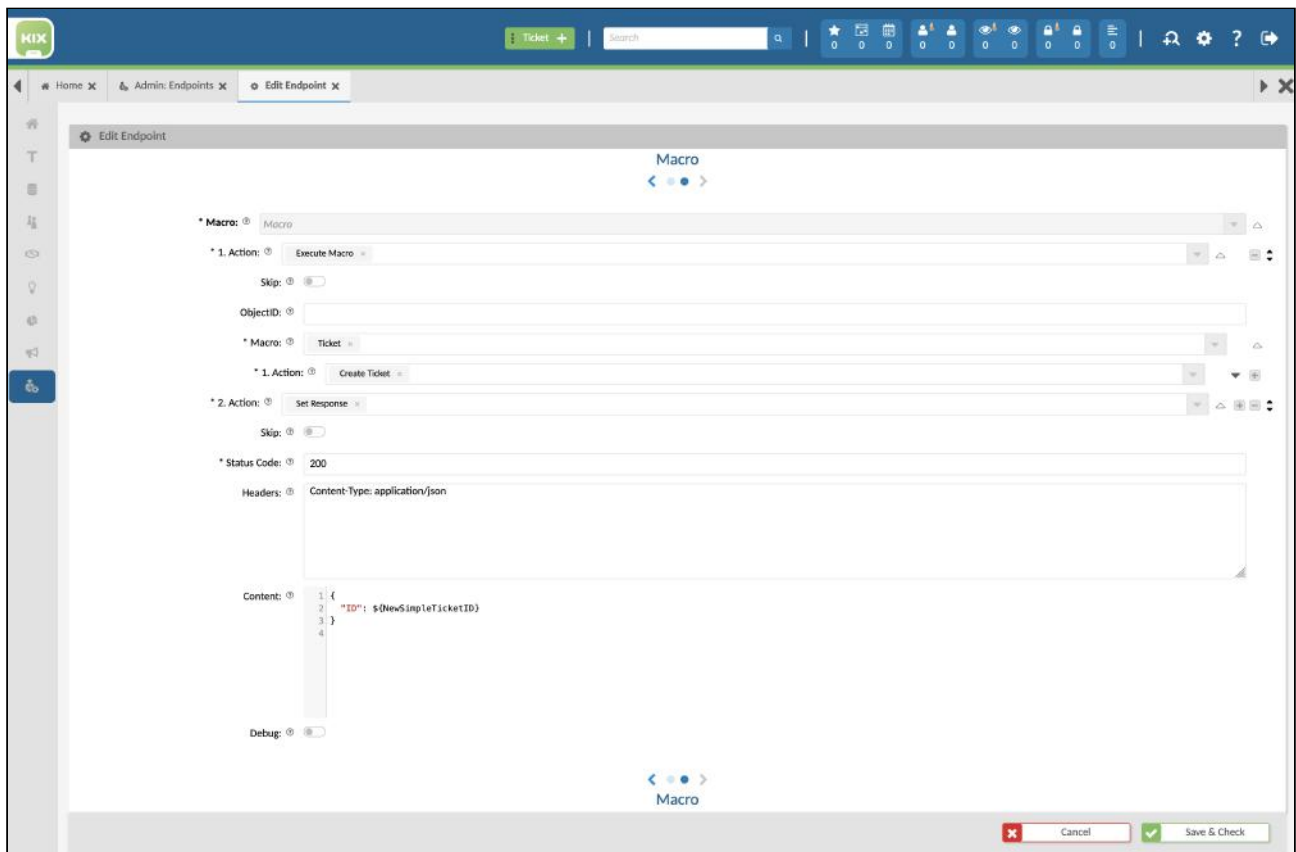 KIX
Ticket +
Search
0 0 0 0 0 0 0 0 0 0
?
Home
Admin: Endpoints
Edit Endpoint
Edit Endpoint
Macro
* Macro: Macro
* 1. Action: Execute Macro
Skip:
ObjectID:
* Macro: Ticket
* 1. Action: Create Ticket
* 2. Action: Set Response
Skip:
* Status Code: 200
Headers: Content-Type: application/json
Content: 1 {
2 "ID": ${NewSimpleTicketID}
3 }
4
Debug:
Macro
Cancel
Save & Check